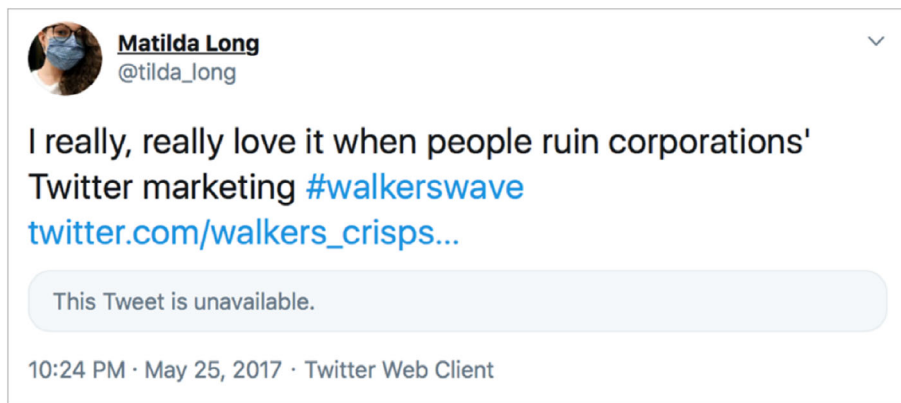 Matilda Long
@tilda_long
I really, really love it when people ruin corporations'
Twitter marketing #walkerswave
twitter.com/walkers_crisps...
This Tweet is unavailable.
10:24 PM · May 25, 2017 · Twitter Web Client